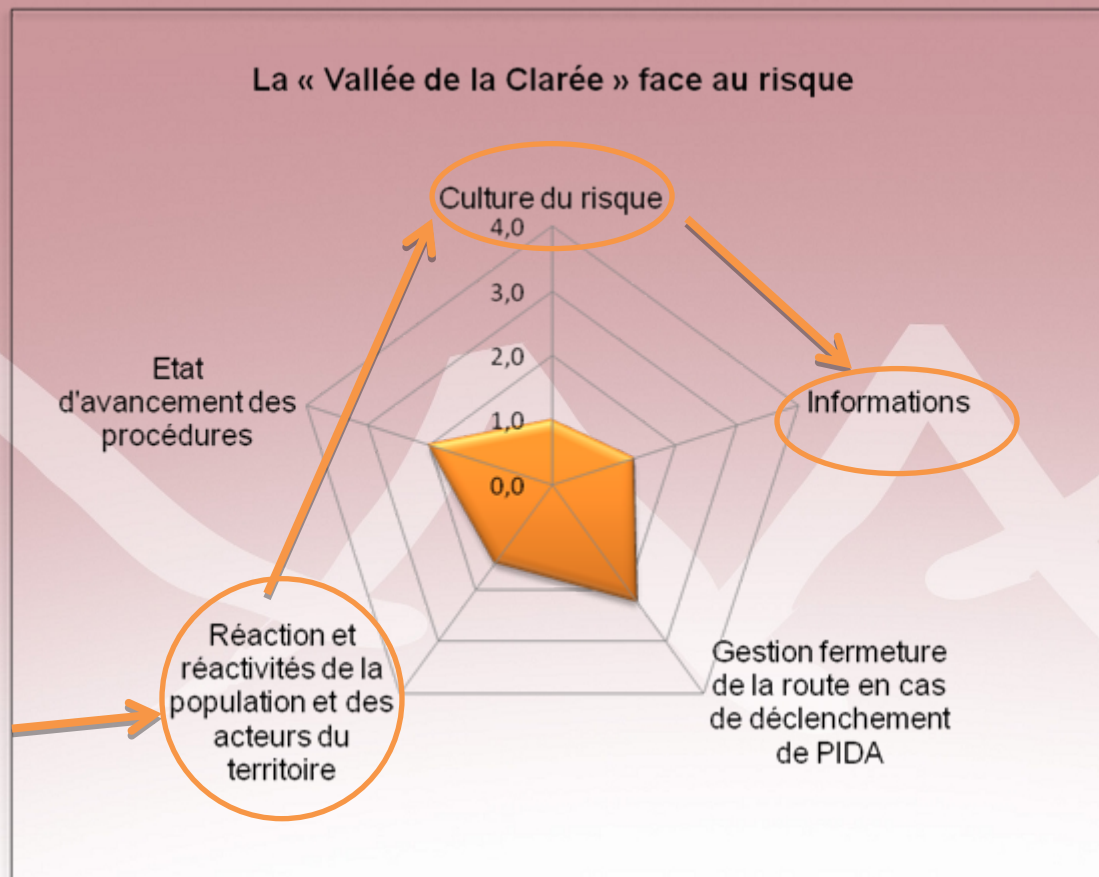 La « Vallée de la Clarée » face au risque
Culture du risque
4,0
3,0
2,0
1,0
0,0
Informations
Gestion fermeture
de la route en cas
de déclenchement
de PIDA
Réaction et
réactivités de la
population et des
acteurs du
territoire
Etat
d'avancement des
procédures